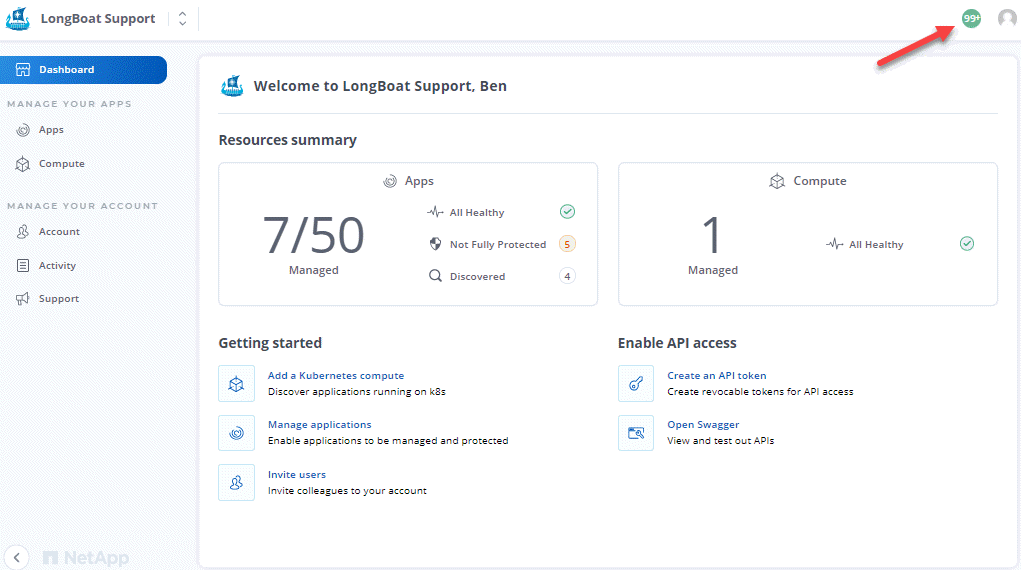 LongBoat Support
99+
Dashboard
MANAGE YOUR APPS
Apps
Compute
MANAGE YOUR ACCOUNT
Account
Activity
Support
NetApp
Welcome to LongBoat Support, Ben
Resources summary
Apps
7/50
Managed
All Healthy
Not Fully Protected 5
Discovered 4
Compute
1
Managed
All Healthy
Getting started
Add a Kubernetes compute
Discover applications running on k8s
Manage applications
Enable applications to be managed and protected
Invite users
Invite colleagues to your account
Enable API access
Create an API token
Create revocable tokens for API access
Open Swagger
View and test out APIs